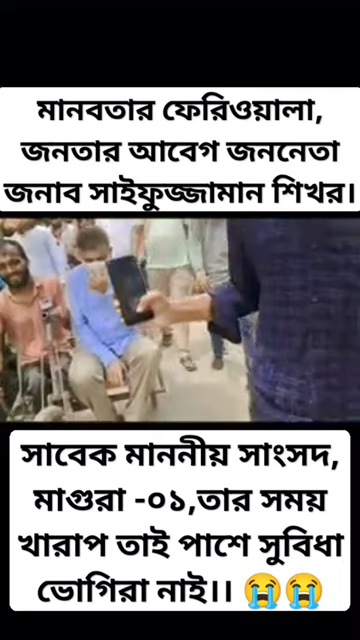 মানবতার ফেরিওয়ালা,
জনতার আবেগ জননেতা
জনাব সাইফুজ্জামান শিখর।
সাবেক মাননীয় সাংসদ,
মাগুরা -০১,তার সময়
খারাপ তাই পাশে সুবিধা
ভোগিরা নাই।। 😭😭